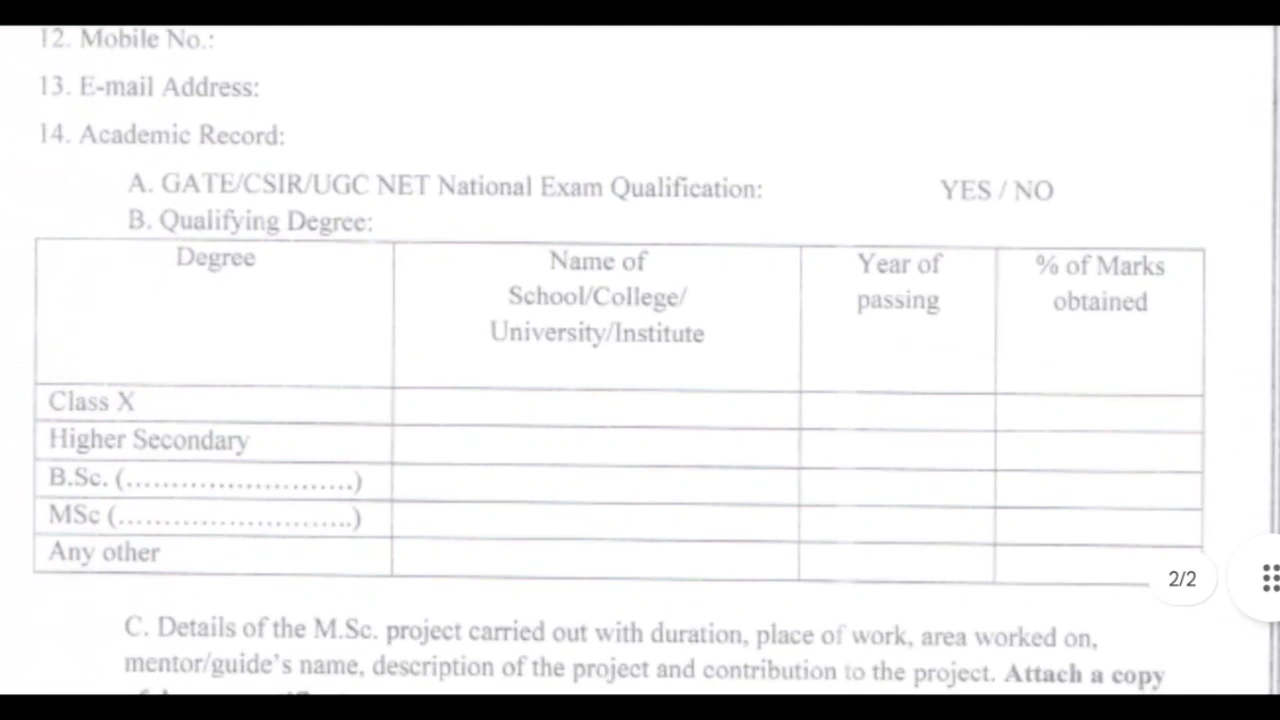 12. Mobile No.:
13. E-mail Address:
14. Academic Record:
A. GATE/CSIR/UGC NET National Exam Qualification: YES / NO
B. Qualifying Degree:
Degree Name of School/College/ University/Institute Year of passing % of Marks obtained
Class X
Higher Secondary
B.Sc. (.........................)
MSc (..........................)
Any other
2/2
C. Details of the M.Sc. project carried out with duration, place of work, area worked on,
mentor/guide's name, description of the project and contribution to the project. Attach a copy